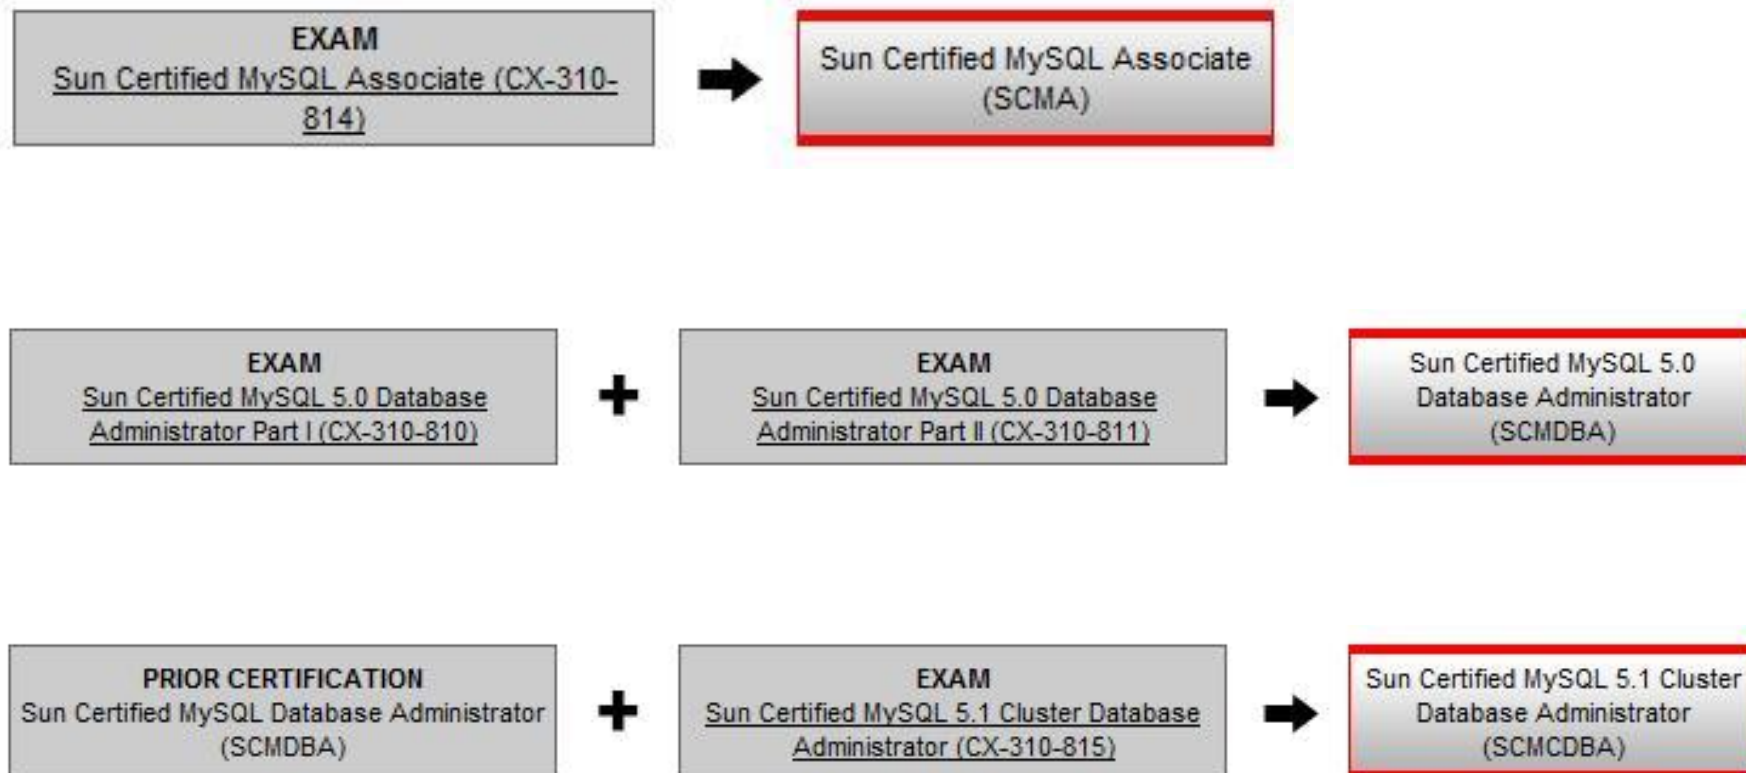 EXAM
Sun Certified MySQL Associate (CX-310-
814)
Sun Certified MySQL Associate
(SCMA)
EXAM
Sun Certified MySQL 5.0 Database
Administrator Part I (CX-310-810)
EXAM
Sun Certified MySQL 5.0 Database
Administrator Part II (CX-310-811)
Sun Certified MySQL 5.0
Database Administrator
(SCMDBA)
PRIOR CERTIFICATION
Sun Certified MySQL Database Administrator
(SCMDBA)
EXAM
Sun Certified MySQL 5.1 Cluster Database
Administrator (CX-310-815)
Sun Certified MySQL 5.1 Cluster
Database Administrator
(SCMCDBA)